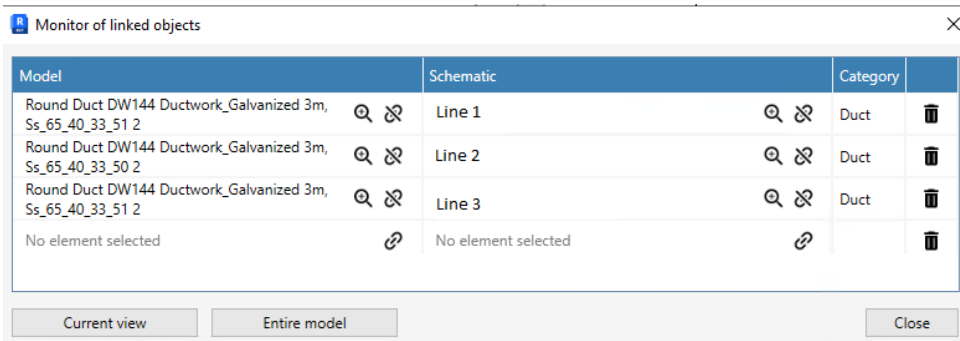 Monitor of linked objects
Model Schematic Category
Round Duct DW144 Ductwork_Galvanized 3m,
Ss_65_40_33_51 2
Line 1
Duct
Round Duct DW144 Ductwork_Galvanized 3m,
Ss_65_40_33_50 2
Line 2
Duct
Round Duct DW144 Ductwork_Galvanized 3m,
Ss_65_40_33_51 2
Line 3
Duct
No element selected No element selected
Current view Entire model Close